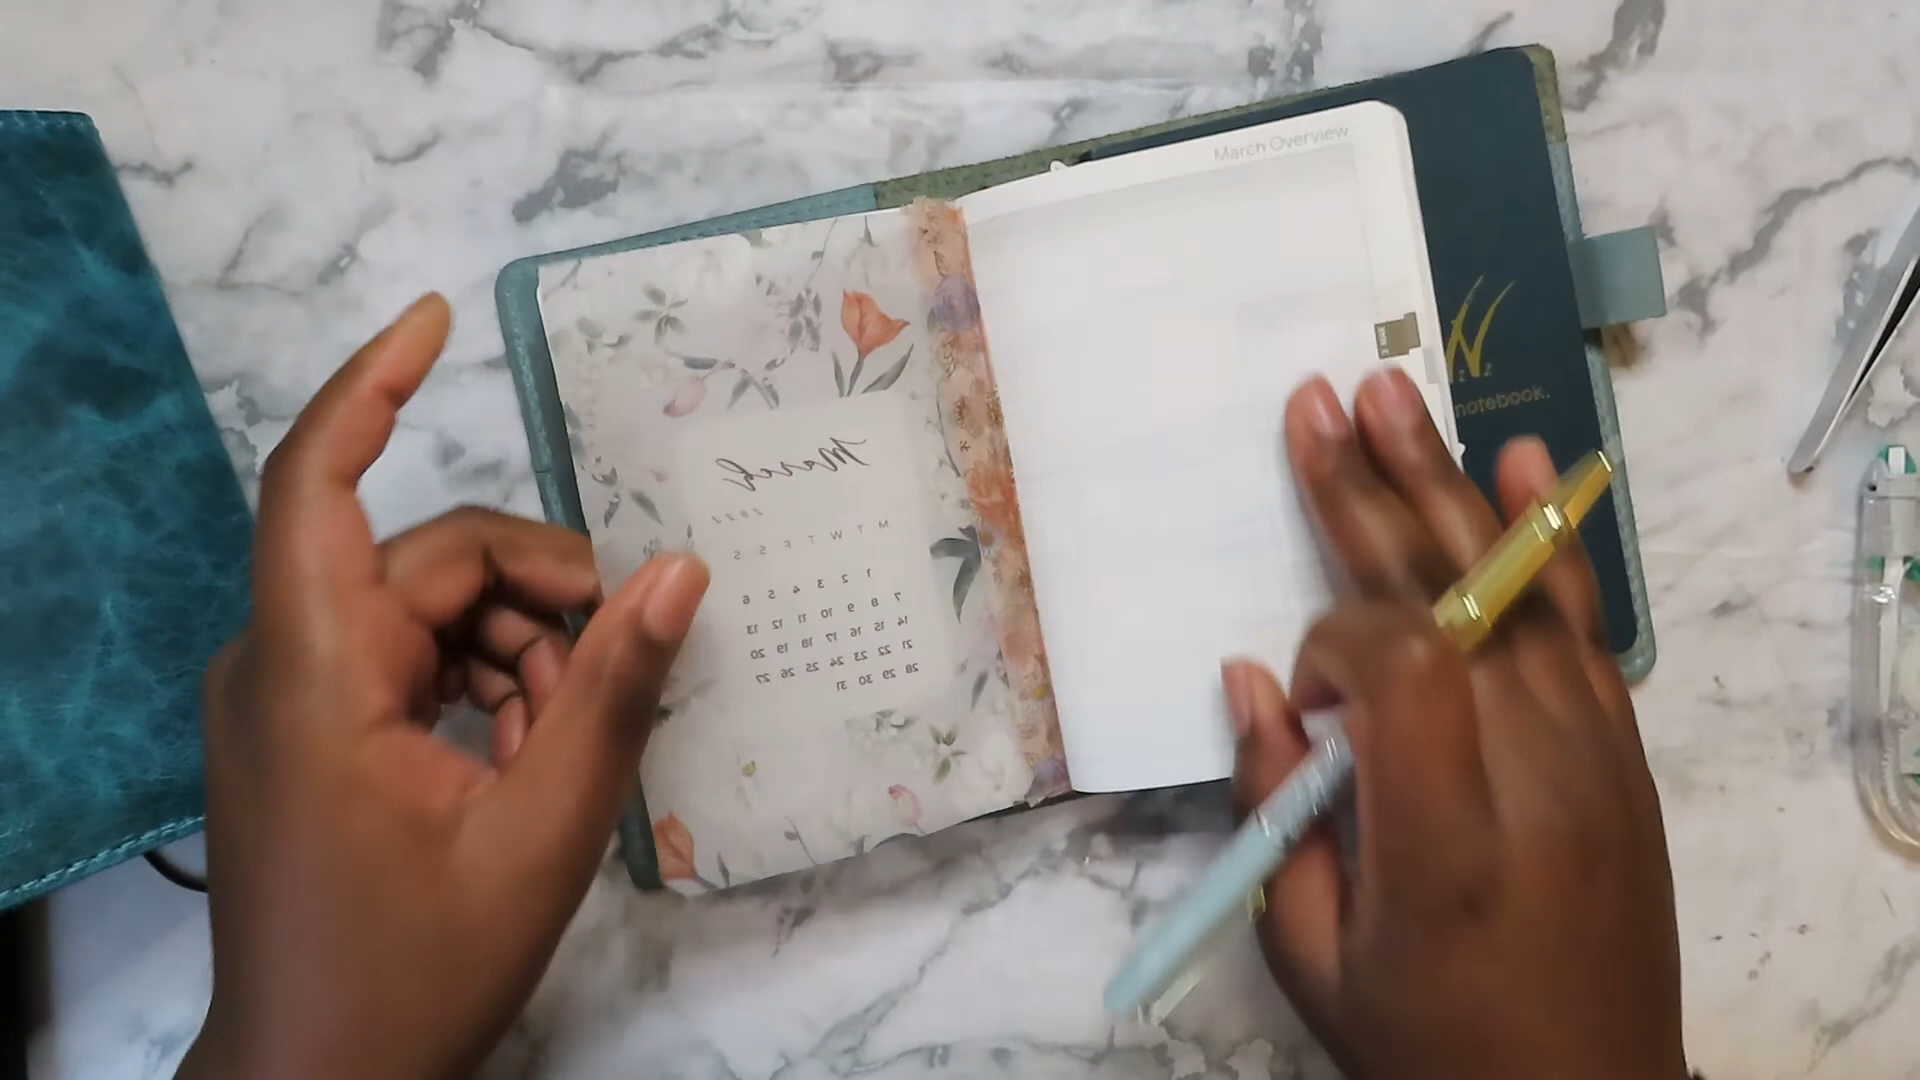 March
2022
M T W T F S S
1 2 3 4 5 6
7 8 9 10 11 12 13
14 15 16 17 18 19 20
21 22 23 24 25 26 27
28 29 30 31
March Overview
notebook.